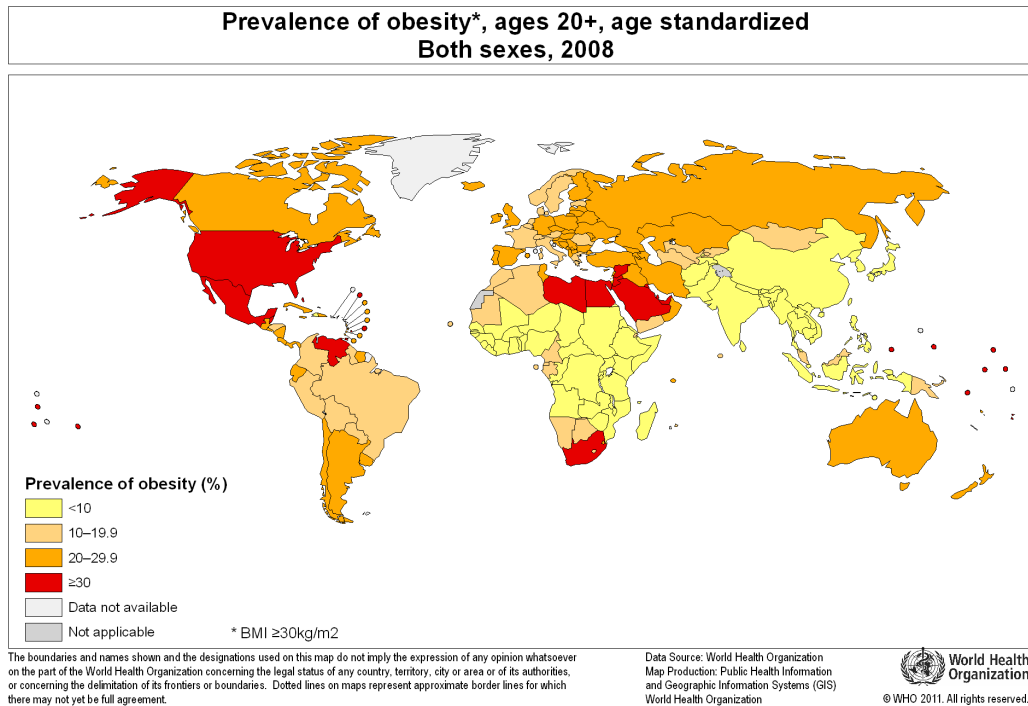 Prevalence of obesity*, ages 20+, age standardized
Both sexes, 2008
Prevalence of obesity (%)
<10
10–19.9
20–29.9
≥30
Data not available
Not applicable
* BMI ≥30kg/m2
The boundaries and names shown and the designations used on this map do not imply the expression of any opinion whatsoever
on the part of the World Health Organization concerning the legal status of any country, territory, city or area or of its authorities,
or concerning the delimitation of its frontiers or boundaries. Dotted lines on maps represent approximate border lines for which
there may not yet be full agreement.
Data Source: World Health Organization
Map Production: Public Health Information
and Geographic Information Systems (GIS)
World Health Organization
World Health
Organization
© WHO 2011. All rights reserved.